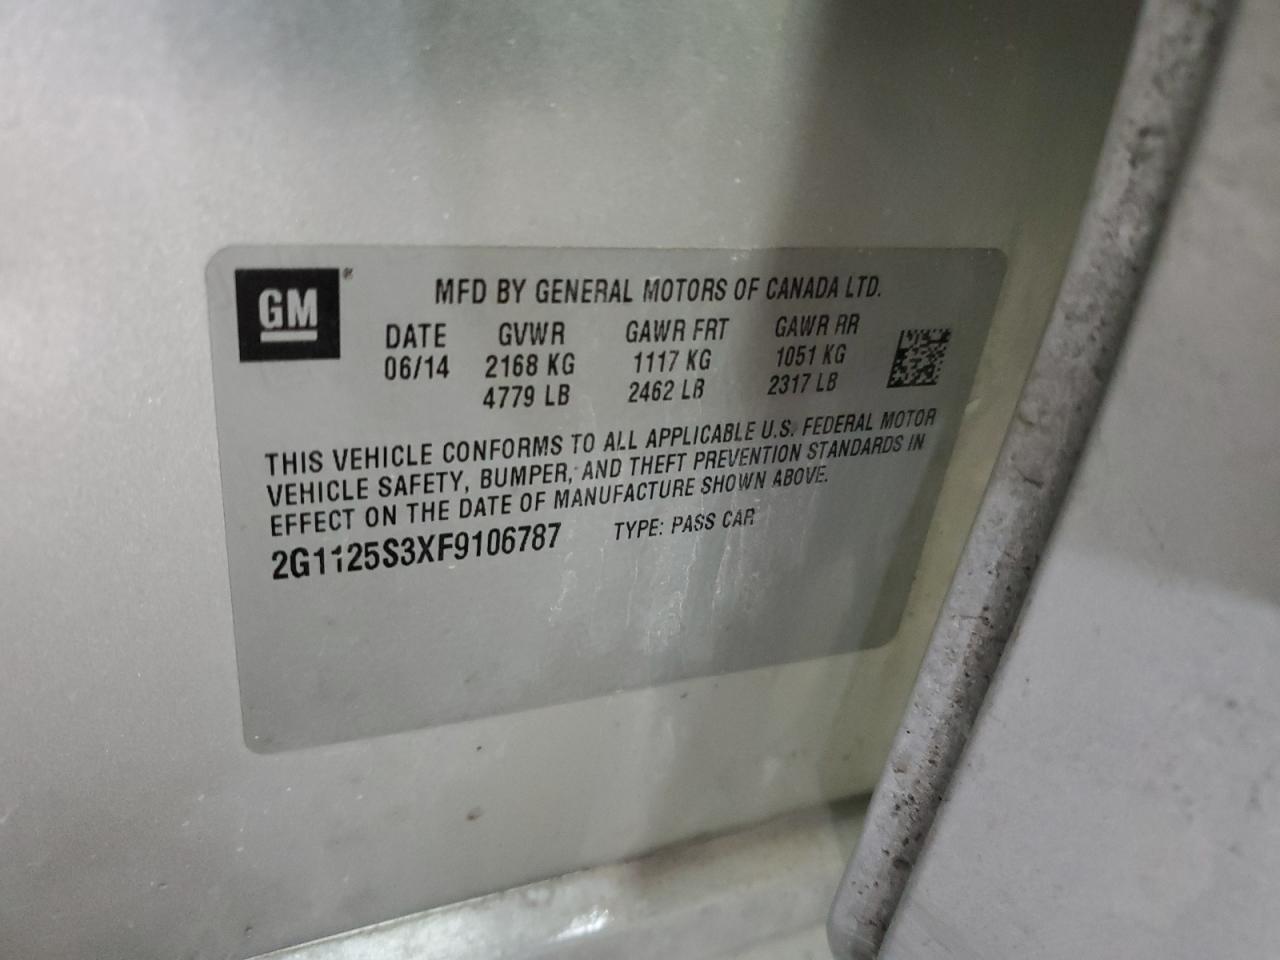 GM
MFD BY GENERAL MOTORS OF CANADA LTD.
DATE GVWR GAWR FRT GAWR RR
06/14 2168 KG 1117 KG 1051 KG
4779 LB 2462 LB 2317 LB
THIS VEHICLE CONFORMS TO ALL APPLICABLE U.S. FEDERAL MOTOR
VEHICLE SAFETY, BUMPER, AND THEFT PREVENTION STANDARDS IN
EFFECT ON THE DATE OF MANUFACTURE SHOWN ABOVE.
2G1125S3XF9106787 TYPE: PASS CAR